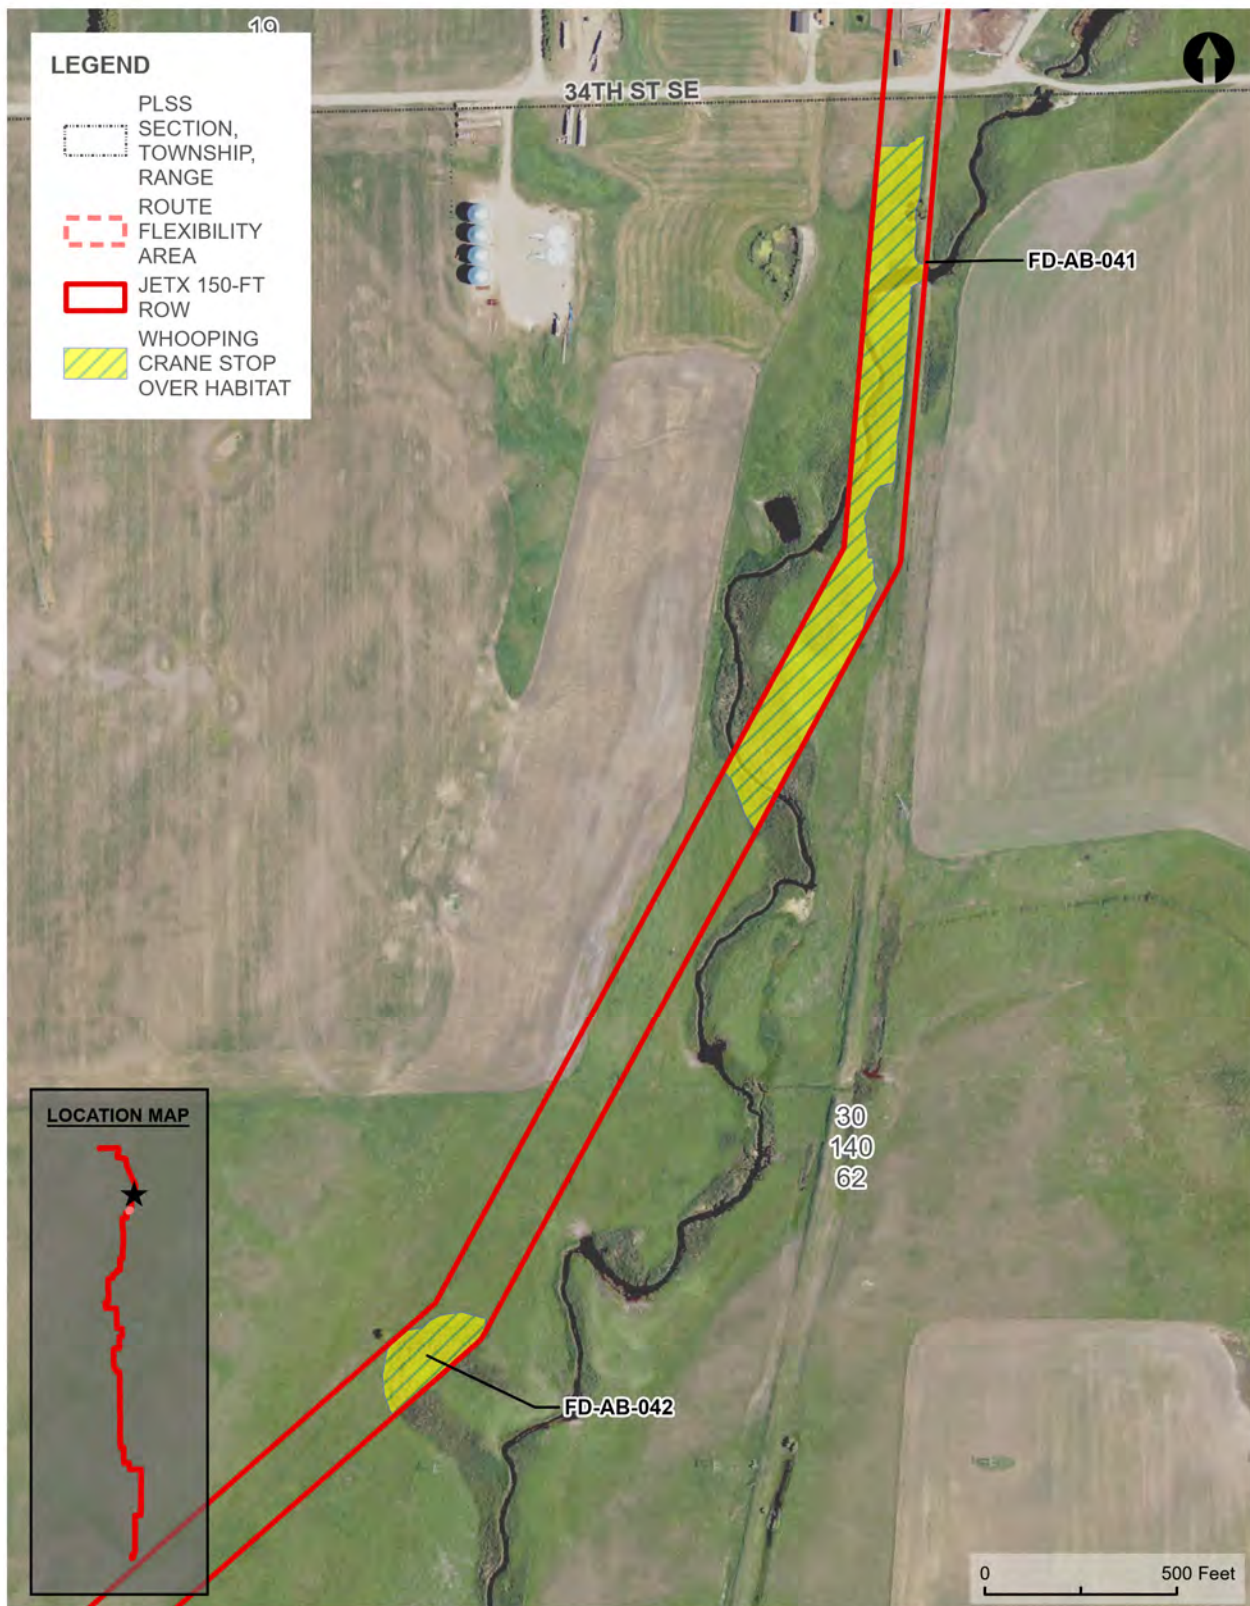 19
LEGEND
PLSS
SECTION,
TOWNSHIP,
RANGE
ROUTE
FLEXIBILITY
AREA
JETX 150-FT
ROW
WHOOPING
CRANE STOP
OVER HABITAT
34TH ST SE
FD-AB-041
30
140
62
LOCATION MAP
FD-AB-042
0 500 Feet